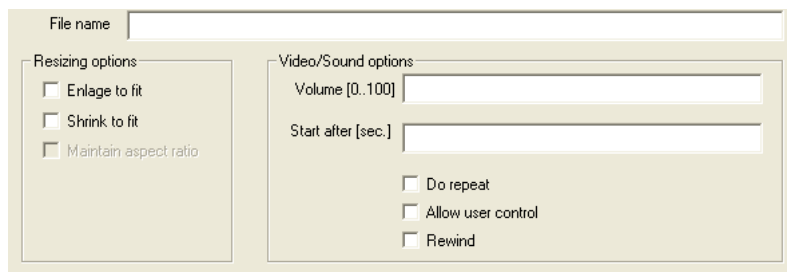 File name
Resizing options
Enlage to fit
Shrink to fit
Maintain aspect ratio
Video/Sound options
Volume [0..100]
Start after [sec.]
Do repeat
Allow user control
Rewind